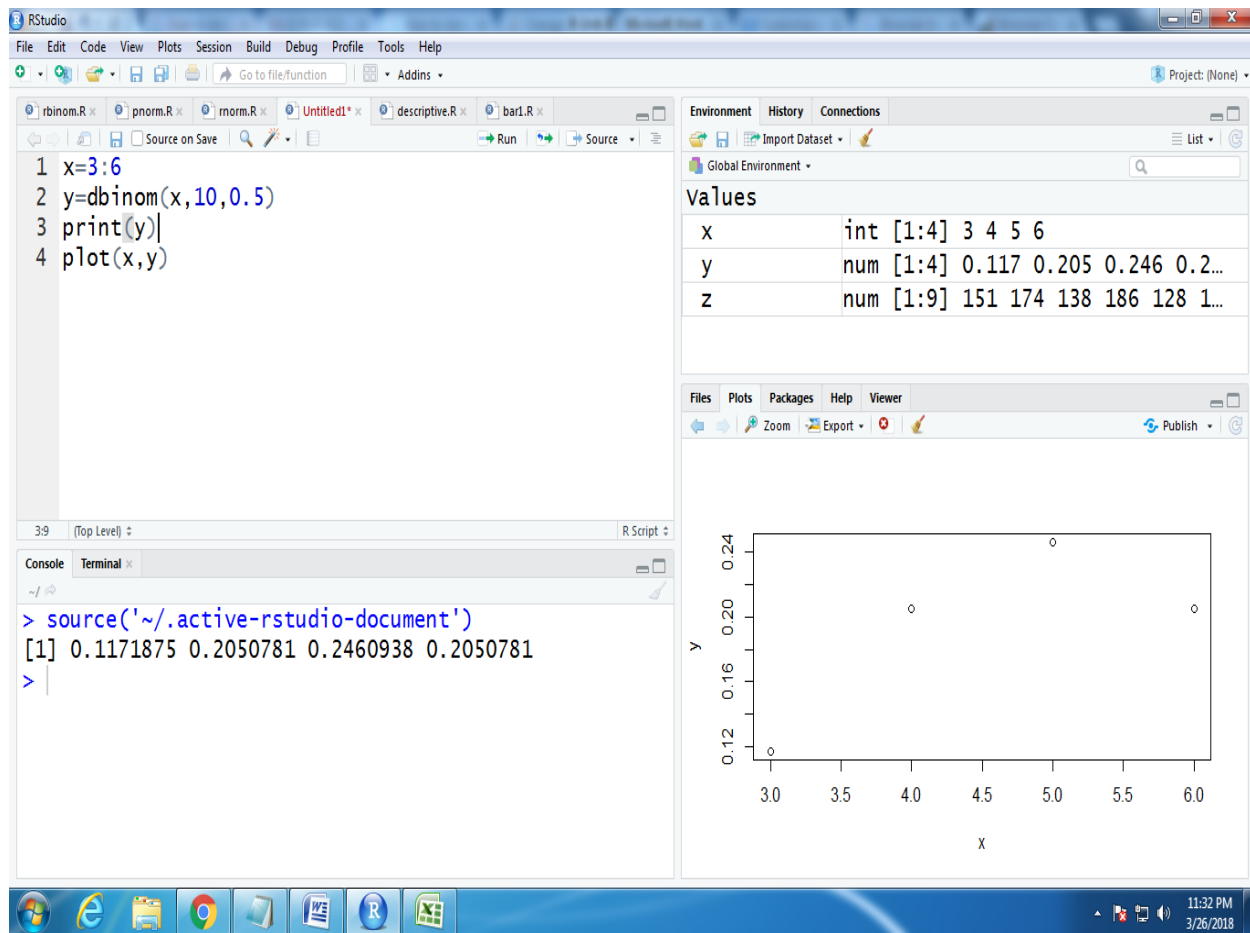 RStudio
File Edit Code View Plots Session Build Debug Profile Tools Help
Go to file/function Addins Project: (None)
rbinom.R pnorm.R rnorm.R Untitled1* descriptive.R bar1.R
Source on Save Run Source
1 x=3:6
2 y=dbinom(x,10,0.5)
3 print(y)
4 plot(x,y)
3:9 (Top Level) R Script
Console Terminal
~/
> source('~/.active-rstudio-document')
[1] 0.1171875 0.2050781 0.2460938 0.2050781
>
Environment History Connections
Import Dataset List
Global Environment
Values
x int [1:4] 3 4 5 6
y num [1:4] 0.117 0.205 0.246 0.2...
z num [1:9] 151 174 138 186 128 1...
Files Plots Packages Help Viewer
Zoom Export Publish
0.24
0.20
0.16
0.12
y
3.0 3.5 4.0 4.5 5.0 5.5 6.0
x
11:32 PM
3/26/2018